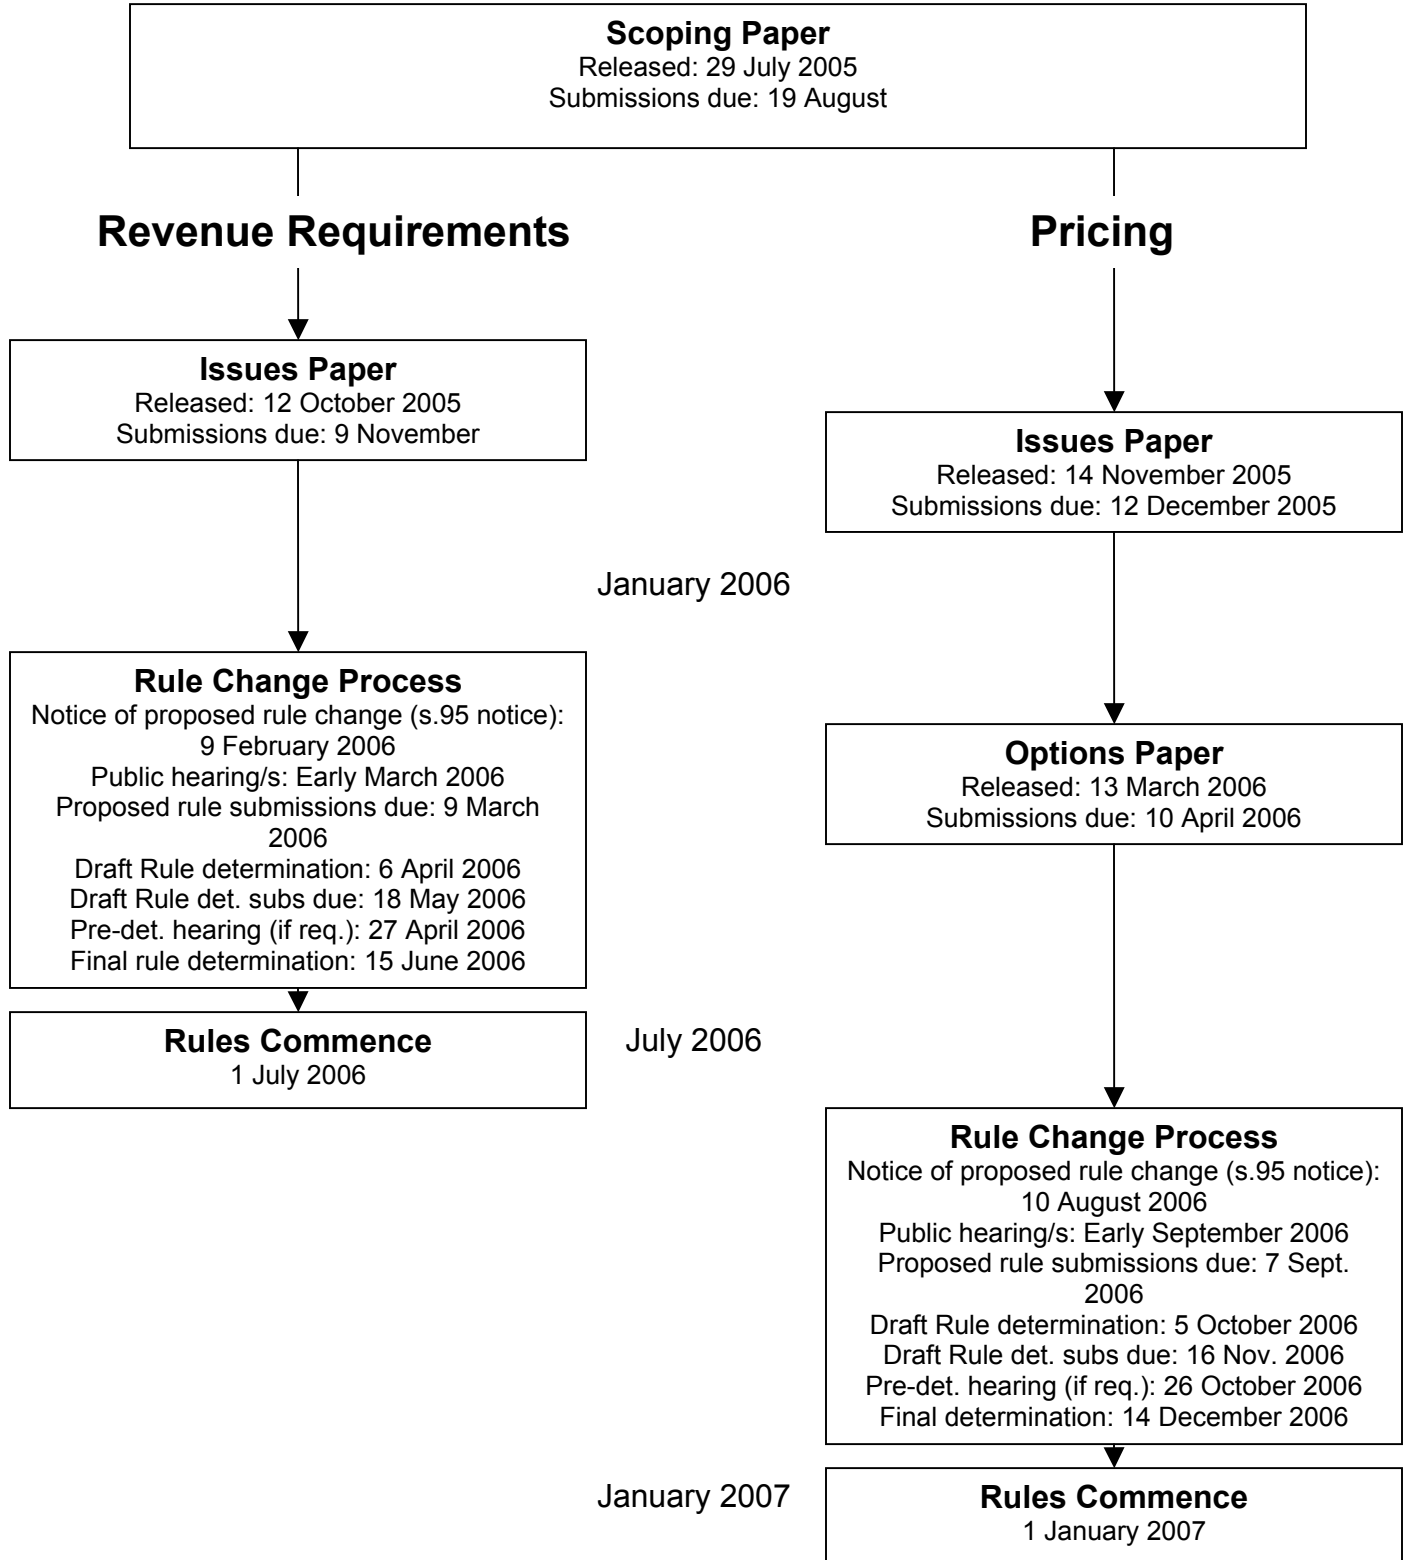 Scoping Paper
Released: 29 July 2005
Submissions due: 19 August
Revenue Requirements
Issues Paper
Released: 12 October 2005
Submissions due: 9 November
Rule Change Process
Notice of proposed rule change (s.95 notice):
9 February 2006
Public hearing/s: Early March 2006
Proposed rule submissions due: 9 March
2006
Draft Rule determination: 6 April 2006
Draft Rule det. subs due: 18 May 2006
Pre-det. hearing (if req.): 27 April 2006
Final rule determination: 15 June 2006
Rules Commence
1 July 2006
January 2006
July 2006
January 2007
Pricing
Issues Paper
Released: 14 November 2005
Submissions due: 12 December 2005
Options Paper
Released: 13 March 2006
Submissions due: 10 April 2006
Rule Change Process
Notice of proposed rule change (s.95 notice):
10 August 2006
Public hearing/s: Early September 2006
Proposed rule submissions due: 7 Sept.
2006
Draft Rule determination: 5 October 2006
Draft Rule det. subs due: 16 Nov. 2006
Pre-det. hearing (if req.): 26 October 2006
Final determination: 14 December 2006
Rules Commence
1 January 2007